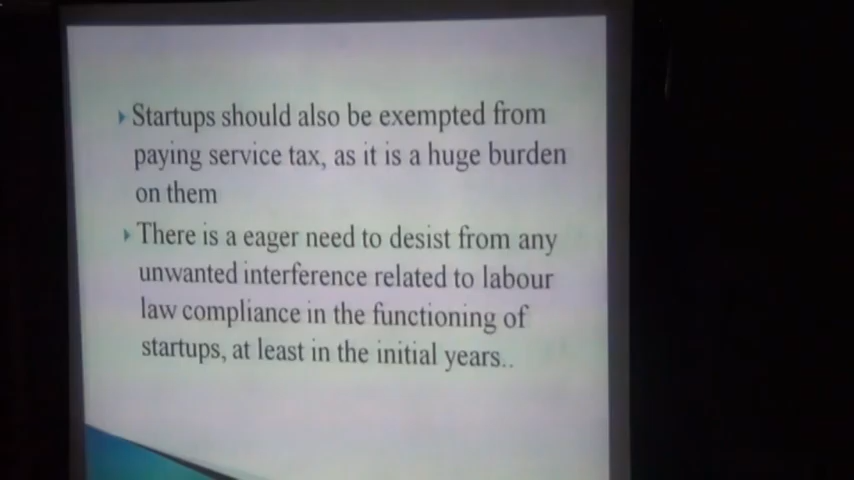 Startups should also be exempted from
paying service tax, as it is a huge burden
on them
There is a eager need to desist from any
unwanted interference related to labour
law compliance in the functioning of
startups, at least in the initial years..